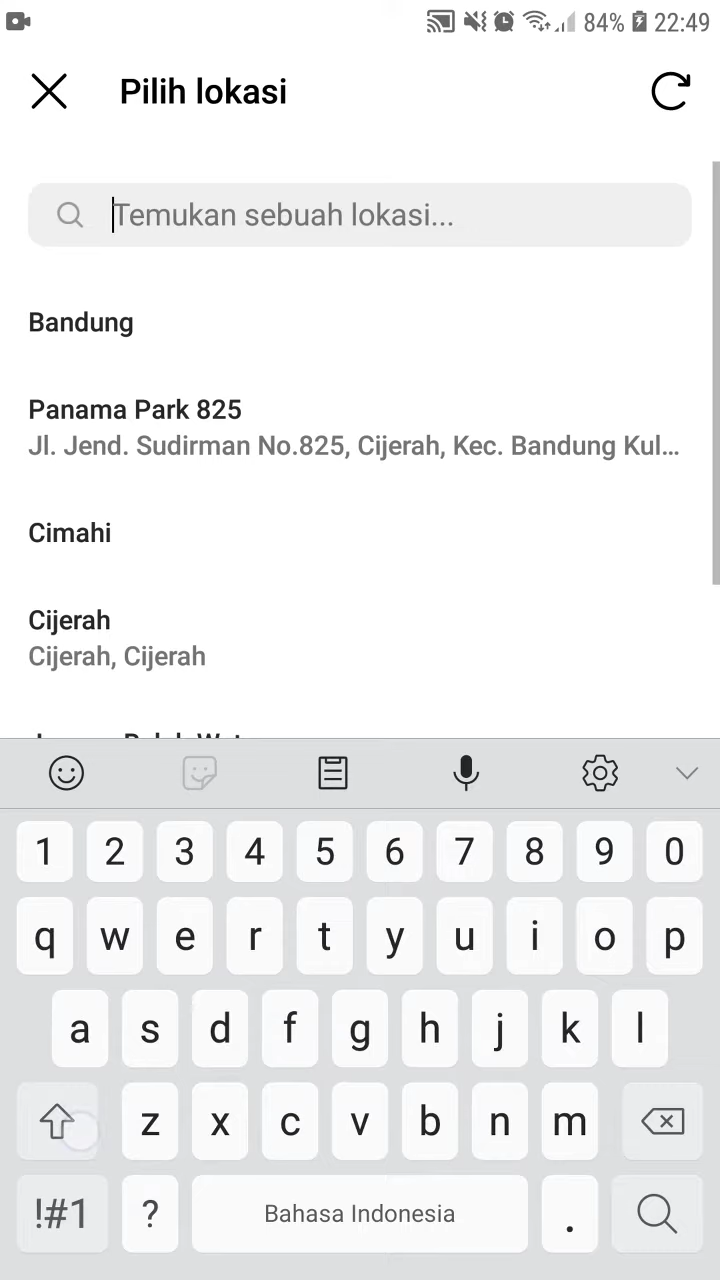 84% 22:49
Pilih lokasi
Temukan sebuah lokasi...
Bandung
Panama Park 825
Jl. Jend. Sudirman No.825, Cijerah, Kec. Bandung Kul...
Cimahi
Cijerah
Cijerah, Cijerah
1 2 3 4 5 6 7 8 9 0
q w e r t y u i o p
a s d f g h j k l
z x c v b n m
!#1 ? Bahasa Indonesia .